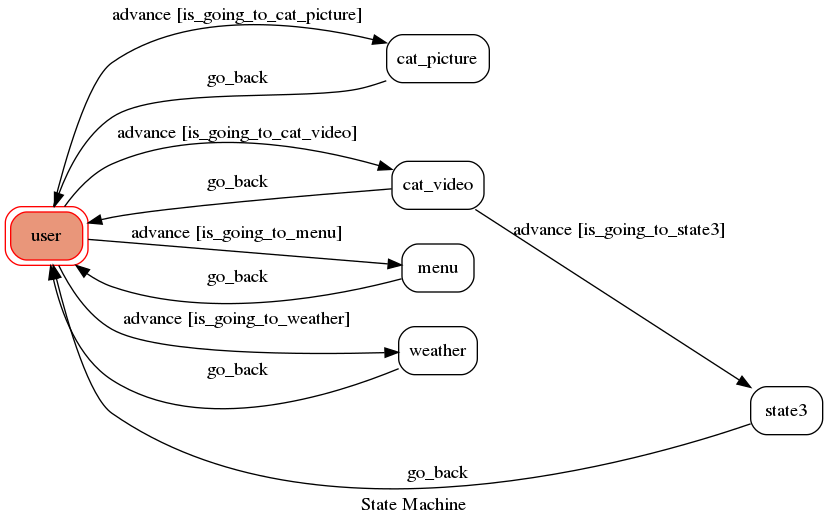 advance [is_going_to_cat_picture]
cat_picture
go_back
advance [is_going_to_cat_video]
cat_video
go_back
advance [is_going_to_state3]
user
advance [is_going_to_menu]
menu
go_back
advance [is_going_to_weather]
weather
go_back
state3
go_back
State Machine